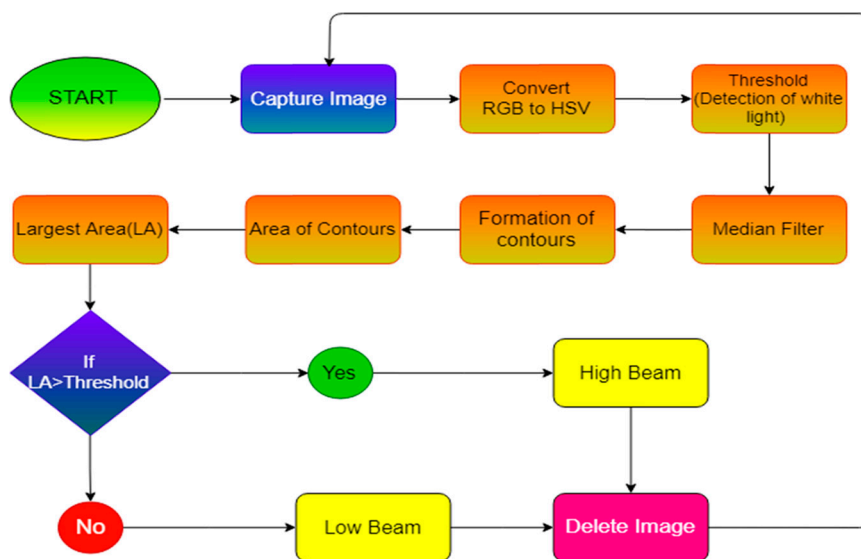 START
Capture Image
Convert
RGB to HSV
Threshold
(Detection of white
light)
Largest Area(LA)
Area of Contours
Formation of
contours
Median Filter
If
LA>Threshold
Yes
High Beam
No
Low Beam
Delete Image